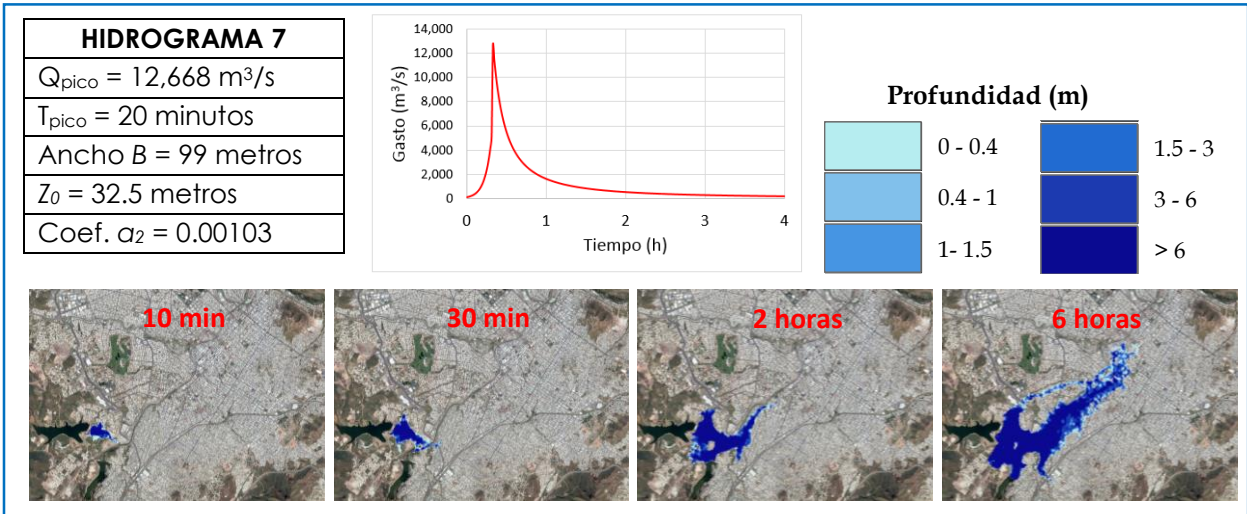 HIDROGRAMA 7
Qpico = 12,668 m³/s
Tpico = 20 minutos
Ancho B = 99 metros
Z0 = 32.5 metros
Coef. α2 = 0.00103
14,000
12,000
10,000
8,000
6,000
4,000
2,000
0
Gasto (m³/s)
0 1 2 3 4
Tiempo (h)
Profundidad (m)
0 - 0.4
1.5 - 3
0.4 - 1
3 - 6
1- 1.5
> 6
10 min
30 min
2 horas
6 horas